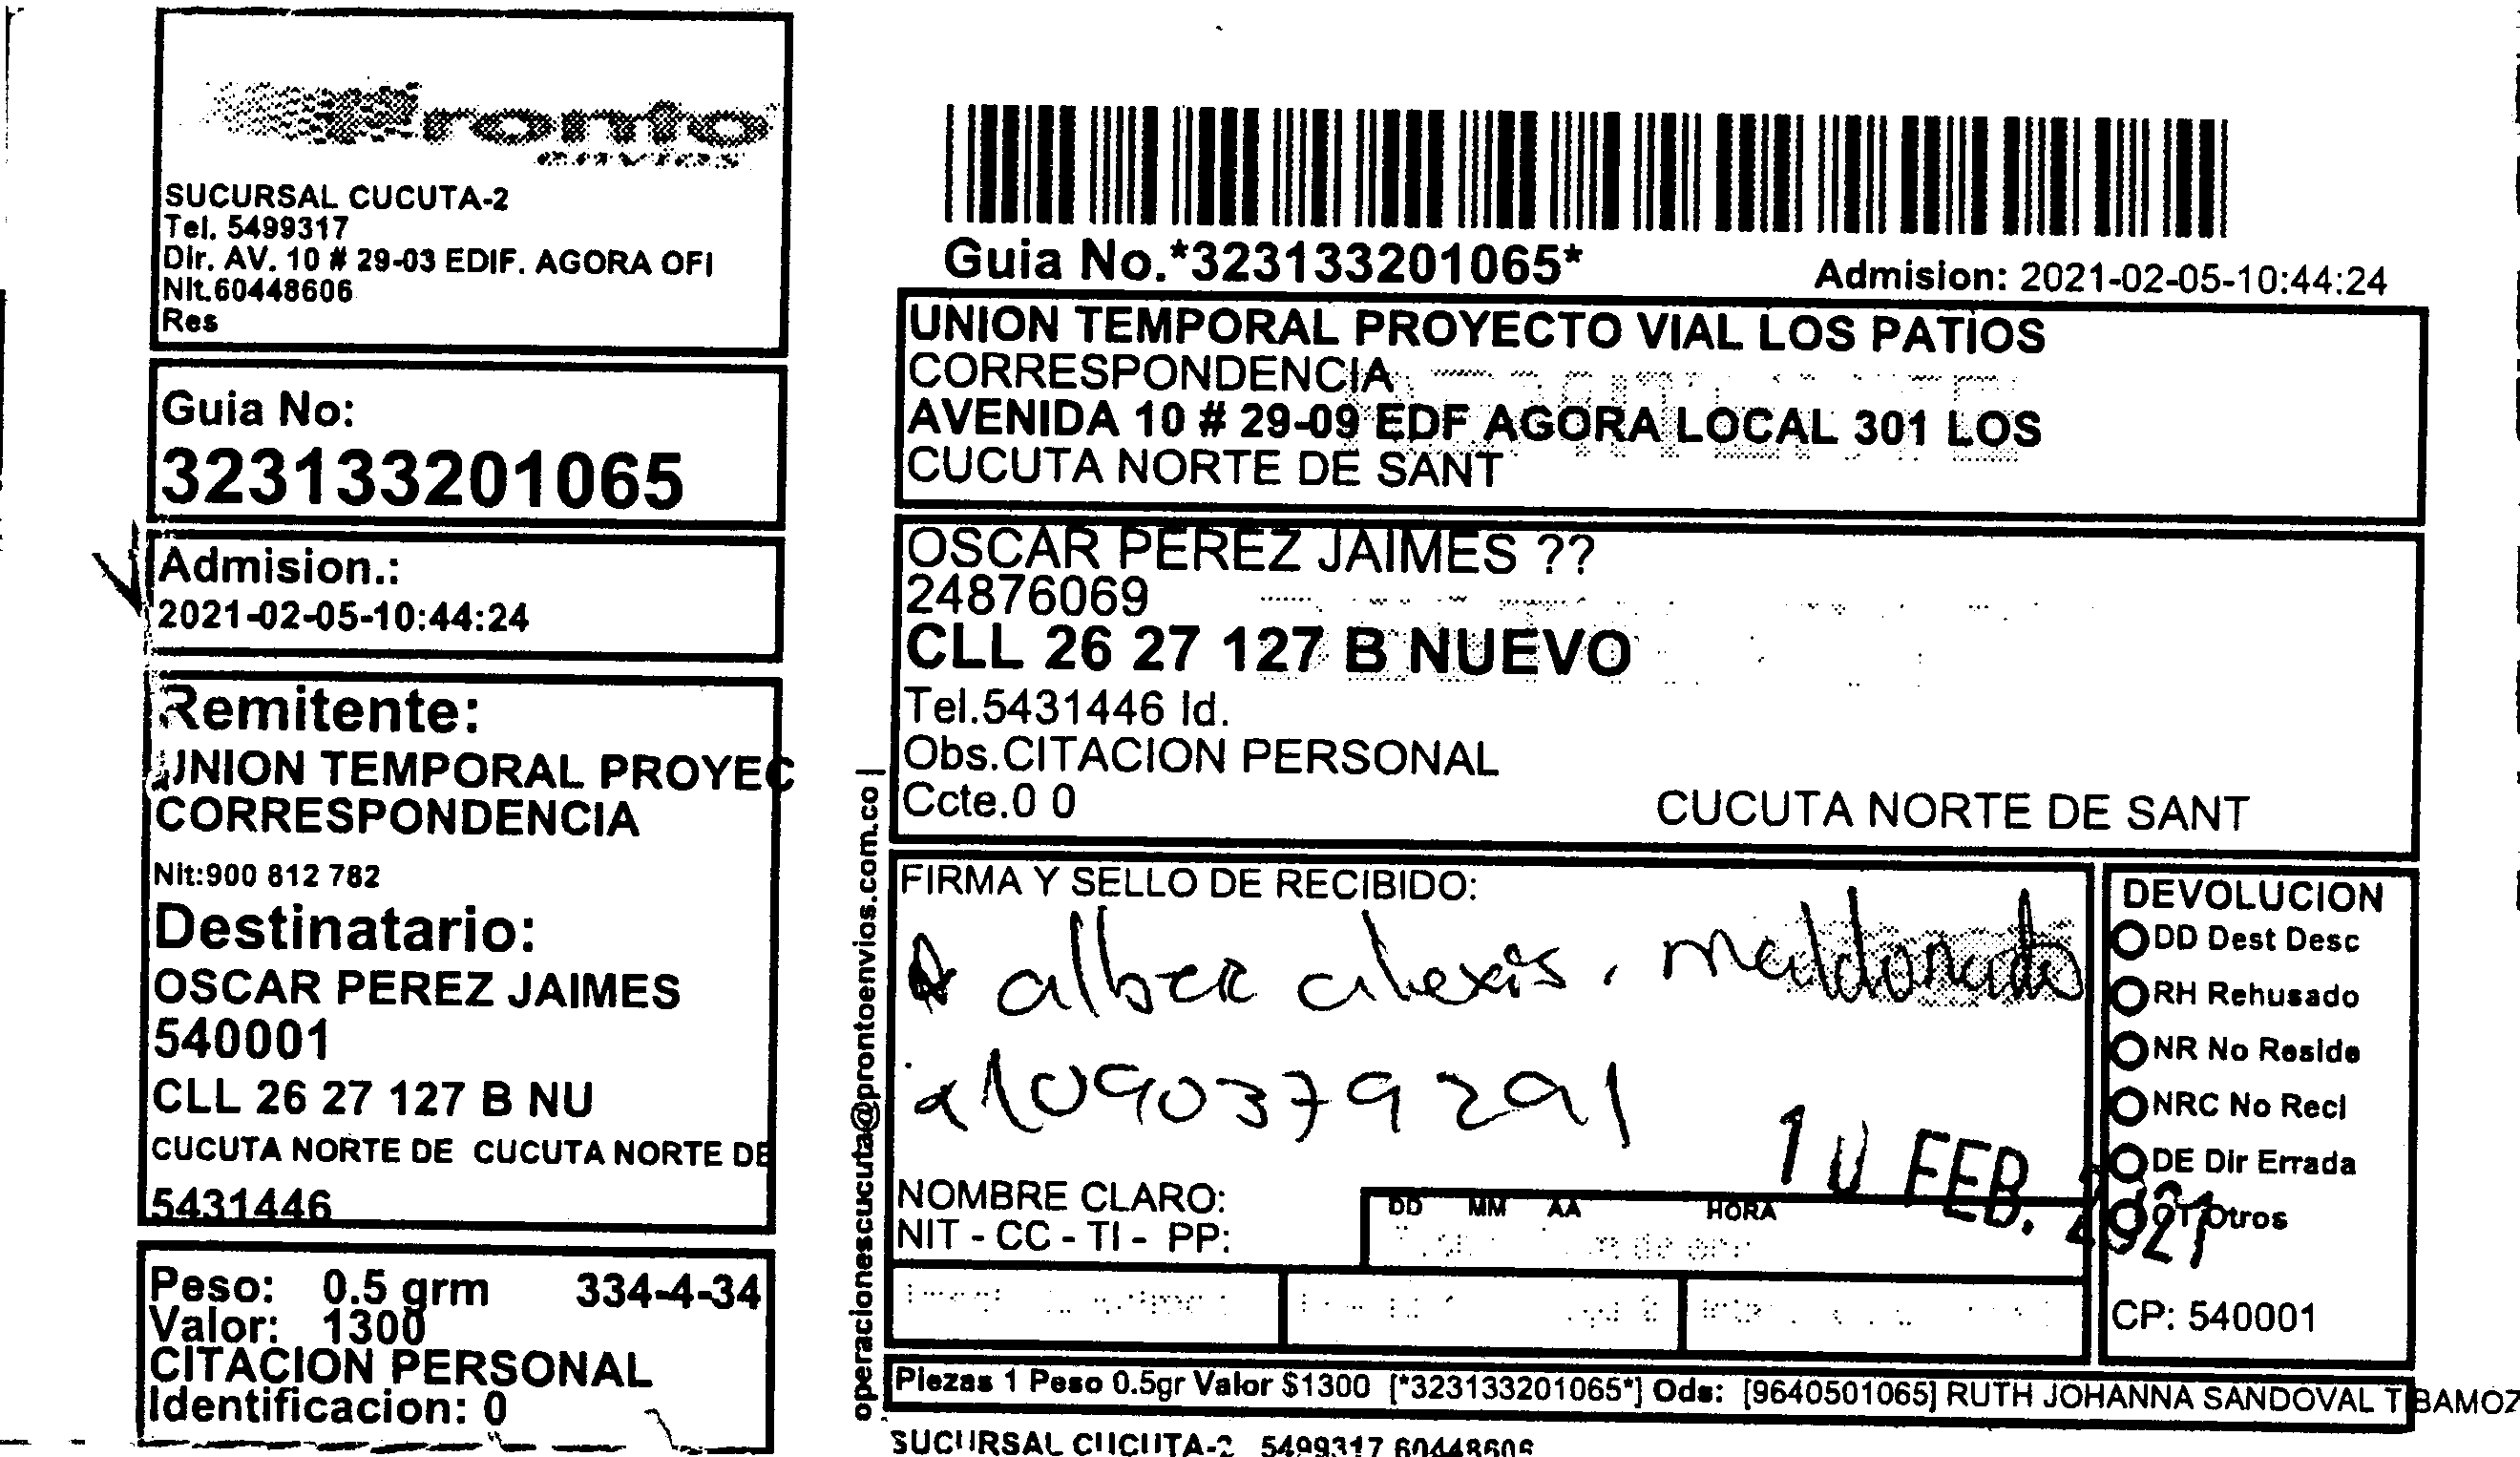 Pronto
envios
SUCURSAL CUCUTA-2
Tel. 5499317
Dir. AV. 10 # 29-03 EDIF. AGORA OFI
Nit.60448606
Res
Guia No:
323133201065
Admision.:
2021-02-05-10:44:24
Remitente:
UNION TEMPORAL PROYEC
CORRESPONDENCIA
Nit:900 812 782
Destinatario:
OSCAR PEREZ JAIMES
540001
CLL 26 27 127 B NU
CUCUTA NORTE DE CUCUTA NORTE DE
5431446
Peso: 0.5 grm 334-4-34
Valor: 1300
CITACION PERSONAL
Identificacion: 0
operacionescucuta@prontoenvios.com.co |
Guia No.*323133201065*
Admision: 2021-02-05-10:44:24
UNION TEMPORAL PROYECTO VIAL LOS PATIOS
CORRESPONDENCIA
AVENIDA 10 # 29-09 EDF AGORA LOCAL 301 LOS
CUCUTA NORTE DE SANT
OSCAR PEREZ JAIMES ??
24876069
CLL 26 27 127 B NUEVO
Tel.5431446 Id.
Obs.CITACION PERSONAL
Ccte.0 0 CUCUTA NORTE DE SANT
FIRMA Y SELLO DE RECIBIDO:
alber alexis. maldonado
1090379291
10 FEB. 2021
NOMBRE CLARO:
NIT - CC - TI - PP:
DD MM AA HORA
DEVOLUCION
DD Dest Desc
RH Rehusado
NR No Reside
NRC No Recl
DE Dir Errada
OT Otros
CP: 540001
Piezas 1 Peso 0.5gr Valor $1300 [*323133201065*] Ods: [9640501065] RUTH JOHANNA SANDOVAL TIBAMOZ
SUCURSAL CUCUTA-2 5499317 60448606